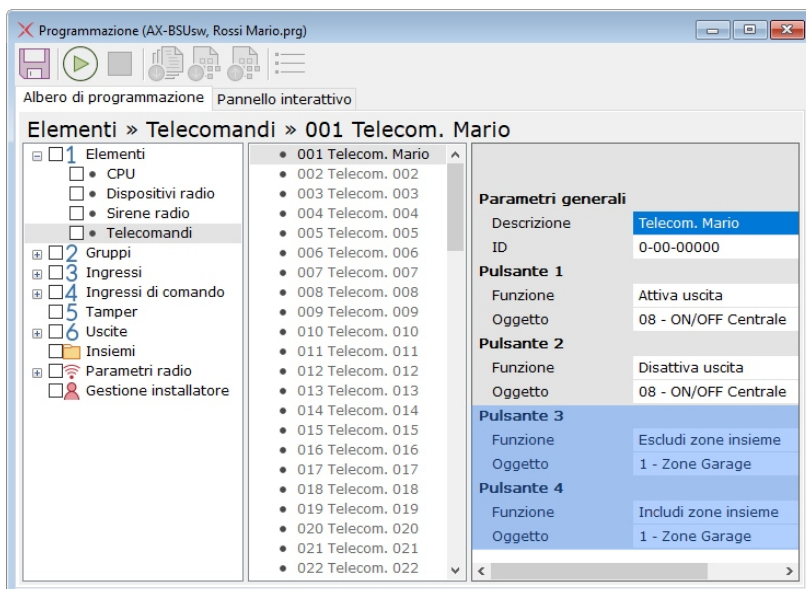 Programmazione (AX-BSUsw, Rossi Mario.prg)
Albero di programmazione
Pannello interattivo
Elementi » Telecomandi » 001 Telecom. Mario
1 Elementi
CPU
Dispositivi radio
Sirene radio
Telecomandi
2 Gruppi
3 Ingressi
4 Ingressi di comando
5 Tamper
6 Uscite
Insiemi
Parametri radio
Gestione installatore
001 Telecom. Mario
002 Telecom. 002
003 Telecom. 003
004 Telecom. 004
005 Telecom. 005
006 Telecom. 006
007 Telecom. 007
008 Telecom. 008
009 Telecom. 009
010 Telecom. 010
011 Telecom. 011
012 Telecom. 012
013 Telecom. 013
014 Telecom. 014
015 Telecom. 015
016 Telecom. 016
017 Telecom. 017
018 Telecom. 018
019 Telecom. 019
020 Telecom. 020
021 Telecom. 021
022 Telecom. 022
Parametri generali
Descrizione Telecom. Mario
ID 0-00-00000
Pulsante 1
Funzione Attiva uscita
Oggetto 08 - ON/OFF Centrale
Pulsante 2
Funzione Disattiva uscita
Oggetto 08 - ON/OFF Centrale
Pulsante 3
Funzione Escludi zone insieme
Oggetto 1 - Zone Garage
Pulsante 4
Funzione Includi zone insieme
Oggetto 1 - Zone Garage